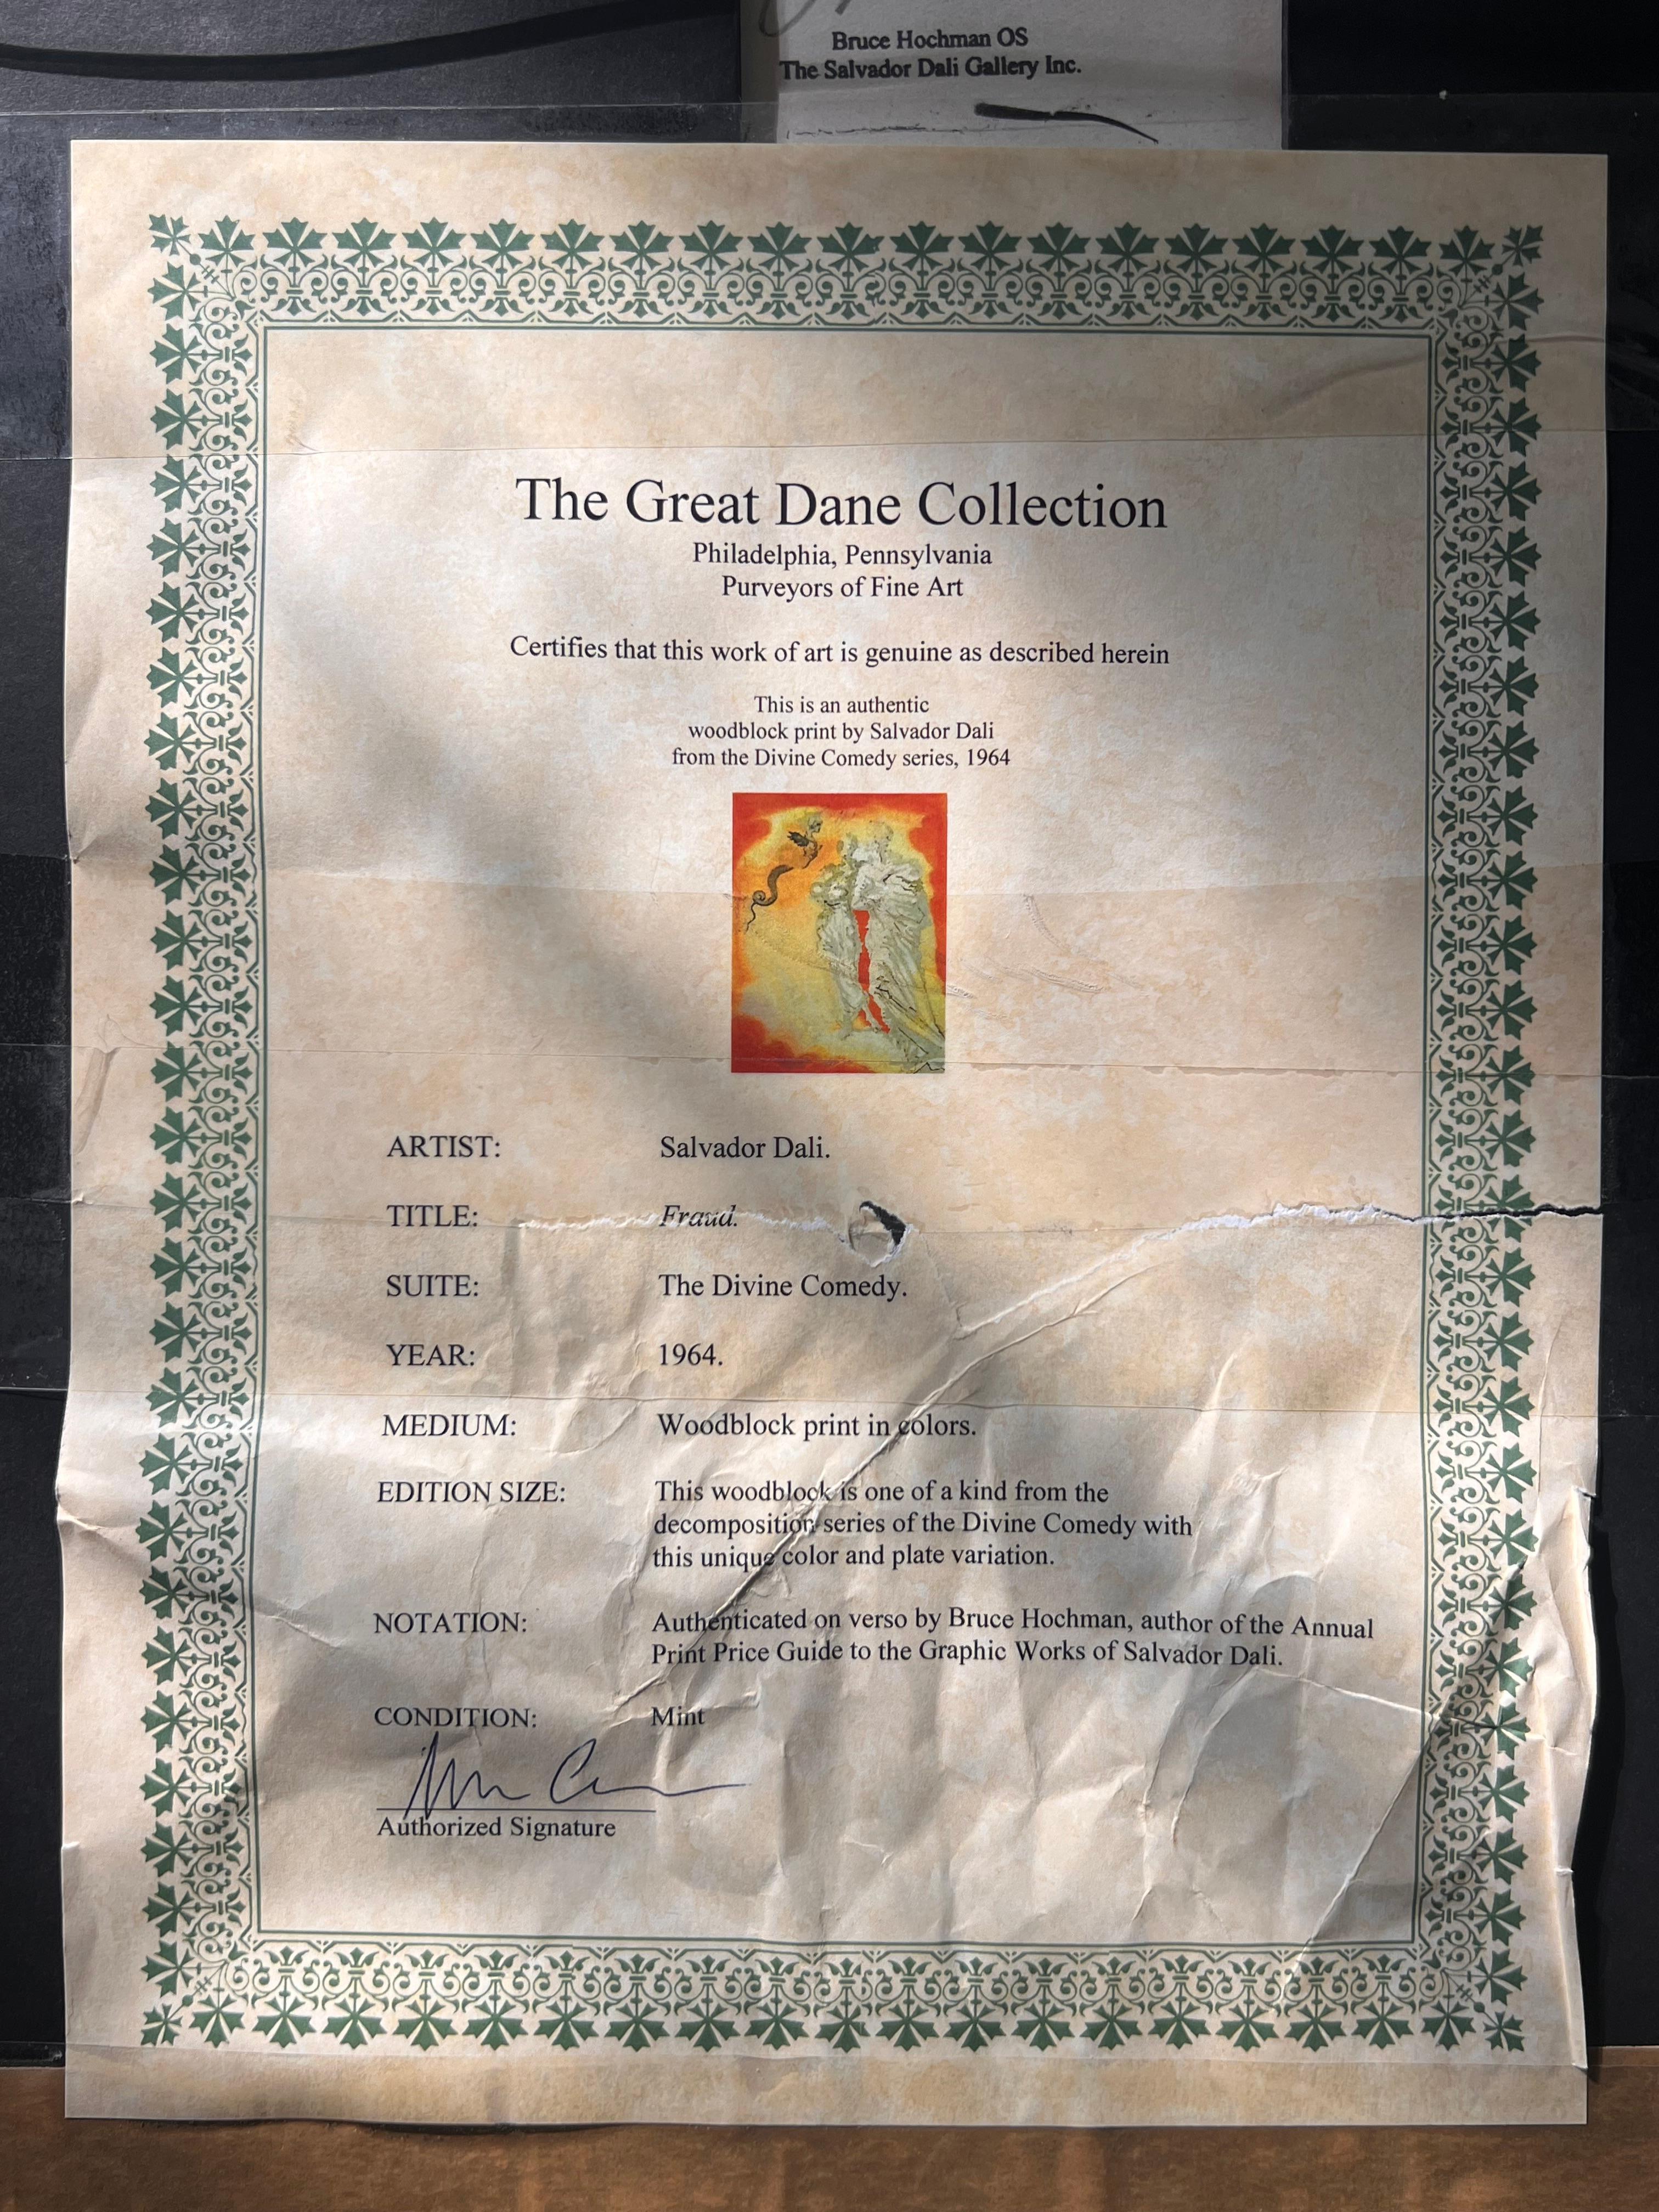 Bruce Hochman OS
The Salvador Dali Gallery Inc.
The Great Dane Collection
Philadelphia, Pennsylvania
Purveyors of Fine Art
Certifies that this work of art is genuine as described herein
This is an authentic
woodblock print by Salvador Dali
from the Divine Comedy series, 1964
ARTIST: Salvador Dali.
TITLE: Fraud.
SUITE: The Divine Comedy.
YEAR: 1964.
MEDIUM: Woodblock print in colors.
EDITION SIZE: This woodblock is one of a kind from the
decomposition series of the Divine Comedy with
this unique color and plate variation.
NOTATION: Authenticated on verso by Bruce Hochman, author of the Annual
Print Price Guide to the Graphic Works of Salvador Dali.
CONDITION: Mint
Authorized Signature